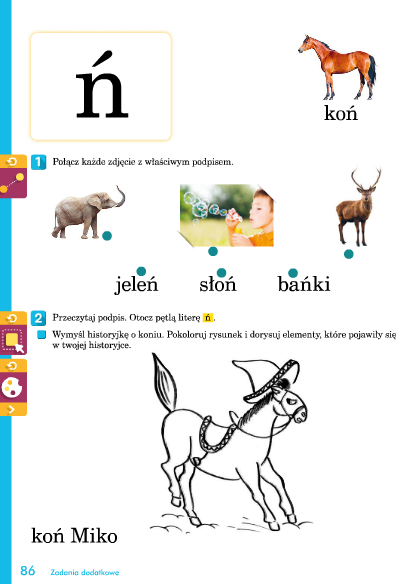 ń
koń
1 Połącz każde zdjęcie z właściwym podpisem.
jeleń słoń bańki
2 Przeczytaj podpis. Otocz pętlą literę ń.
Wymyśl historyjkę o koniu. Pokoloruj rysunek i dorysuj elementy, które pojawiły się
w twojej historyjce.
koń Miko
86 Zadania dodatkowe